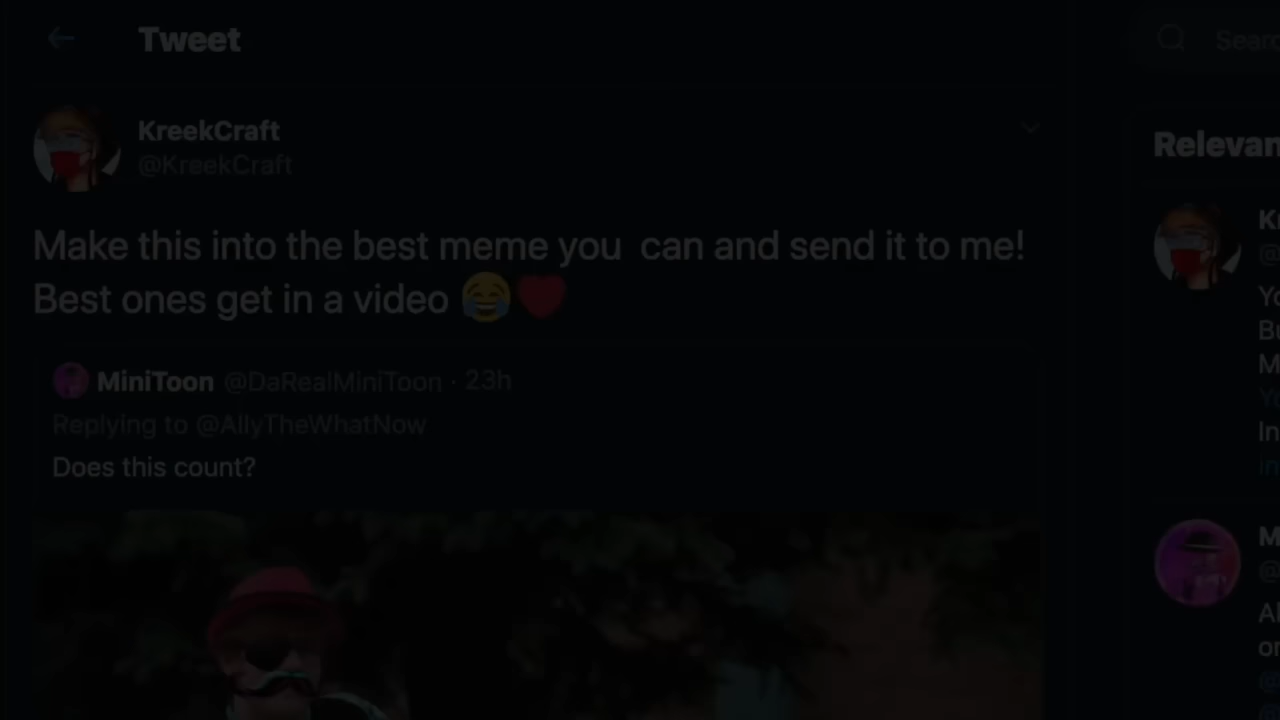 Tweet
Searc
KreekCraft
@KreekCraft
Make this into the best meme you can and send it to me!
Best ones get in a video 😂❤️
MiniToon @DaRealMiniToon · 23h
Replying to @AllyTheWhatNow
Does this count?
Relevan